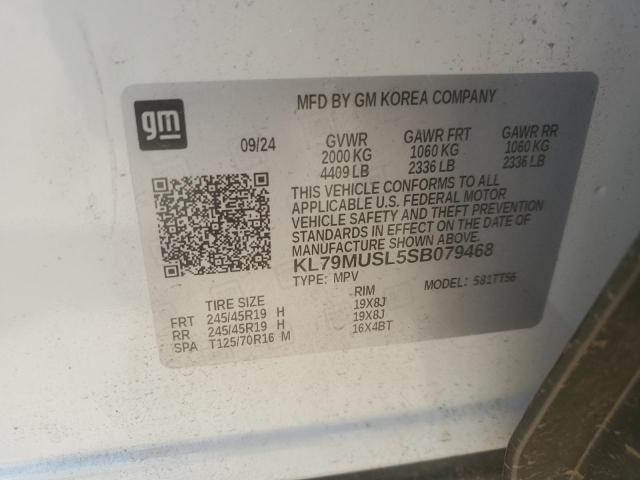 gm
MFD BY GM KOREA COMPANY
09/24 GVWR GAWR FRT GAWR RR
2000 KG 1060 KG 1060 KG
4409 LB 2336 LB 2336 LB
THIS VEHICLE CONFORMS TO ALL
APPLICABLE U.S. FEDERAL MOTOR
VEHICLE SAFETY AND THEFT PREVENTION
STANDARDS IN EFFECT ON THE DATE OF
MANUFACTURE SHOWN ABOVE.
KL79MUSL5SB079468
TYPE: MPV MODEL: 581TT56
TIRE SIZE RIM
FRT 245/45R19 H 19X8J
RR 245/45R19 H 19X8J
SPA T125/70R16 M 16X4BT